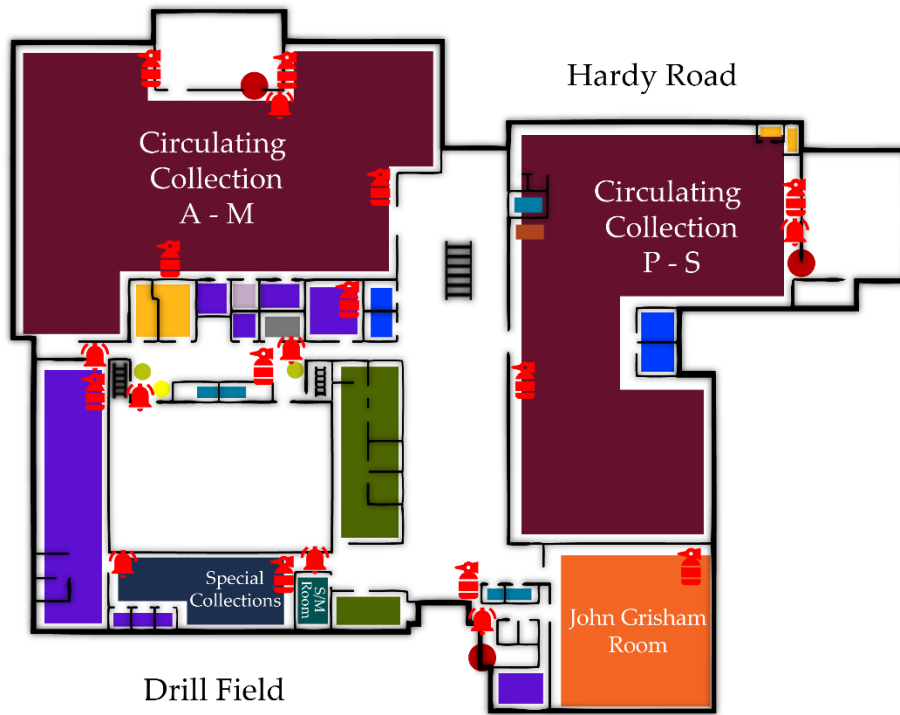 Hardy Road
Circulating
Collection
A - M
Circulating
Collection
P - S
Special
Collections
S/M
Room
John Grisham
Room
Drill Field